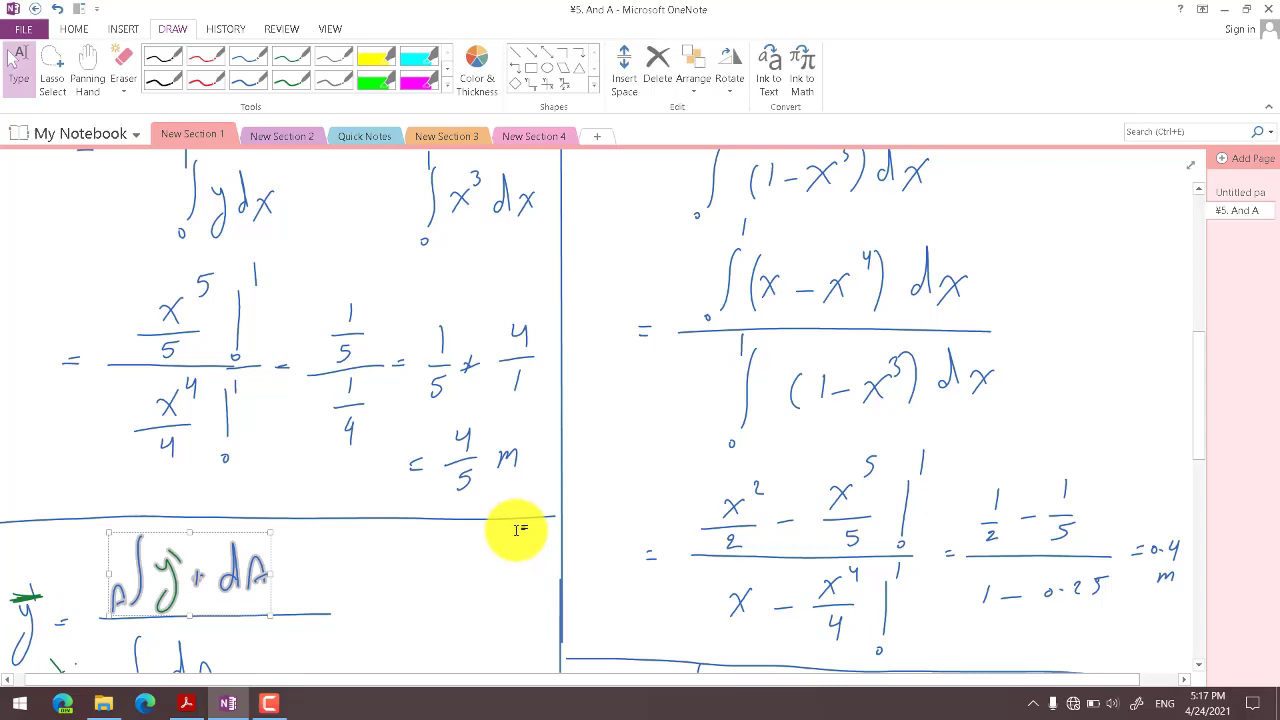 ¥5. And A - Microsoft OneNote
FILE HOME INSERT DRAW HISTORY REVIEW VIEW
Sign in
Type
Lasso Select
Panning Hand
Eraser
Color & Thickness
Insert Space
Delete
Arrange
Rotate
Ink to Text
Ink to Math
Tools
Shapes
Edit
Convert
My Notebook
New Section 1
New Section 2
Quick Notes
New Section 3
New Section 4
Search (Ctrl+E)
Add Page
Untitled pa
¥5. And A
= ∫₀¹ y dx ∫₀¹ x³ dx
= (x⁵/5 |₀¹) / (x⁴/4 |₀¹) = (1/5) / (1/4) = 1/5 * 4/1
= 4/5 m
y = ∫A y * dA / ∫ dA
∫₀ (1 - x³) dx
= ∫₀¹ (x - x⁴) dx / ∫₀¹ (1 - x³) dx
= (x²/2 - x⁵/5 |₀¹) / (x - x⁴/4 |₀¹) = (1/2 - 1/5) / (1 - 0.25) = 0.4 m
ENG
5:17 PM
4/24/2021